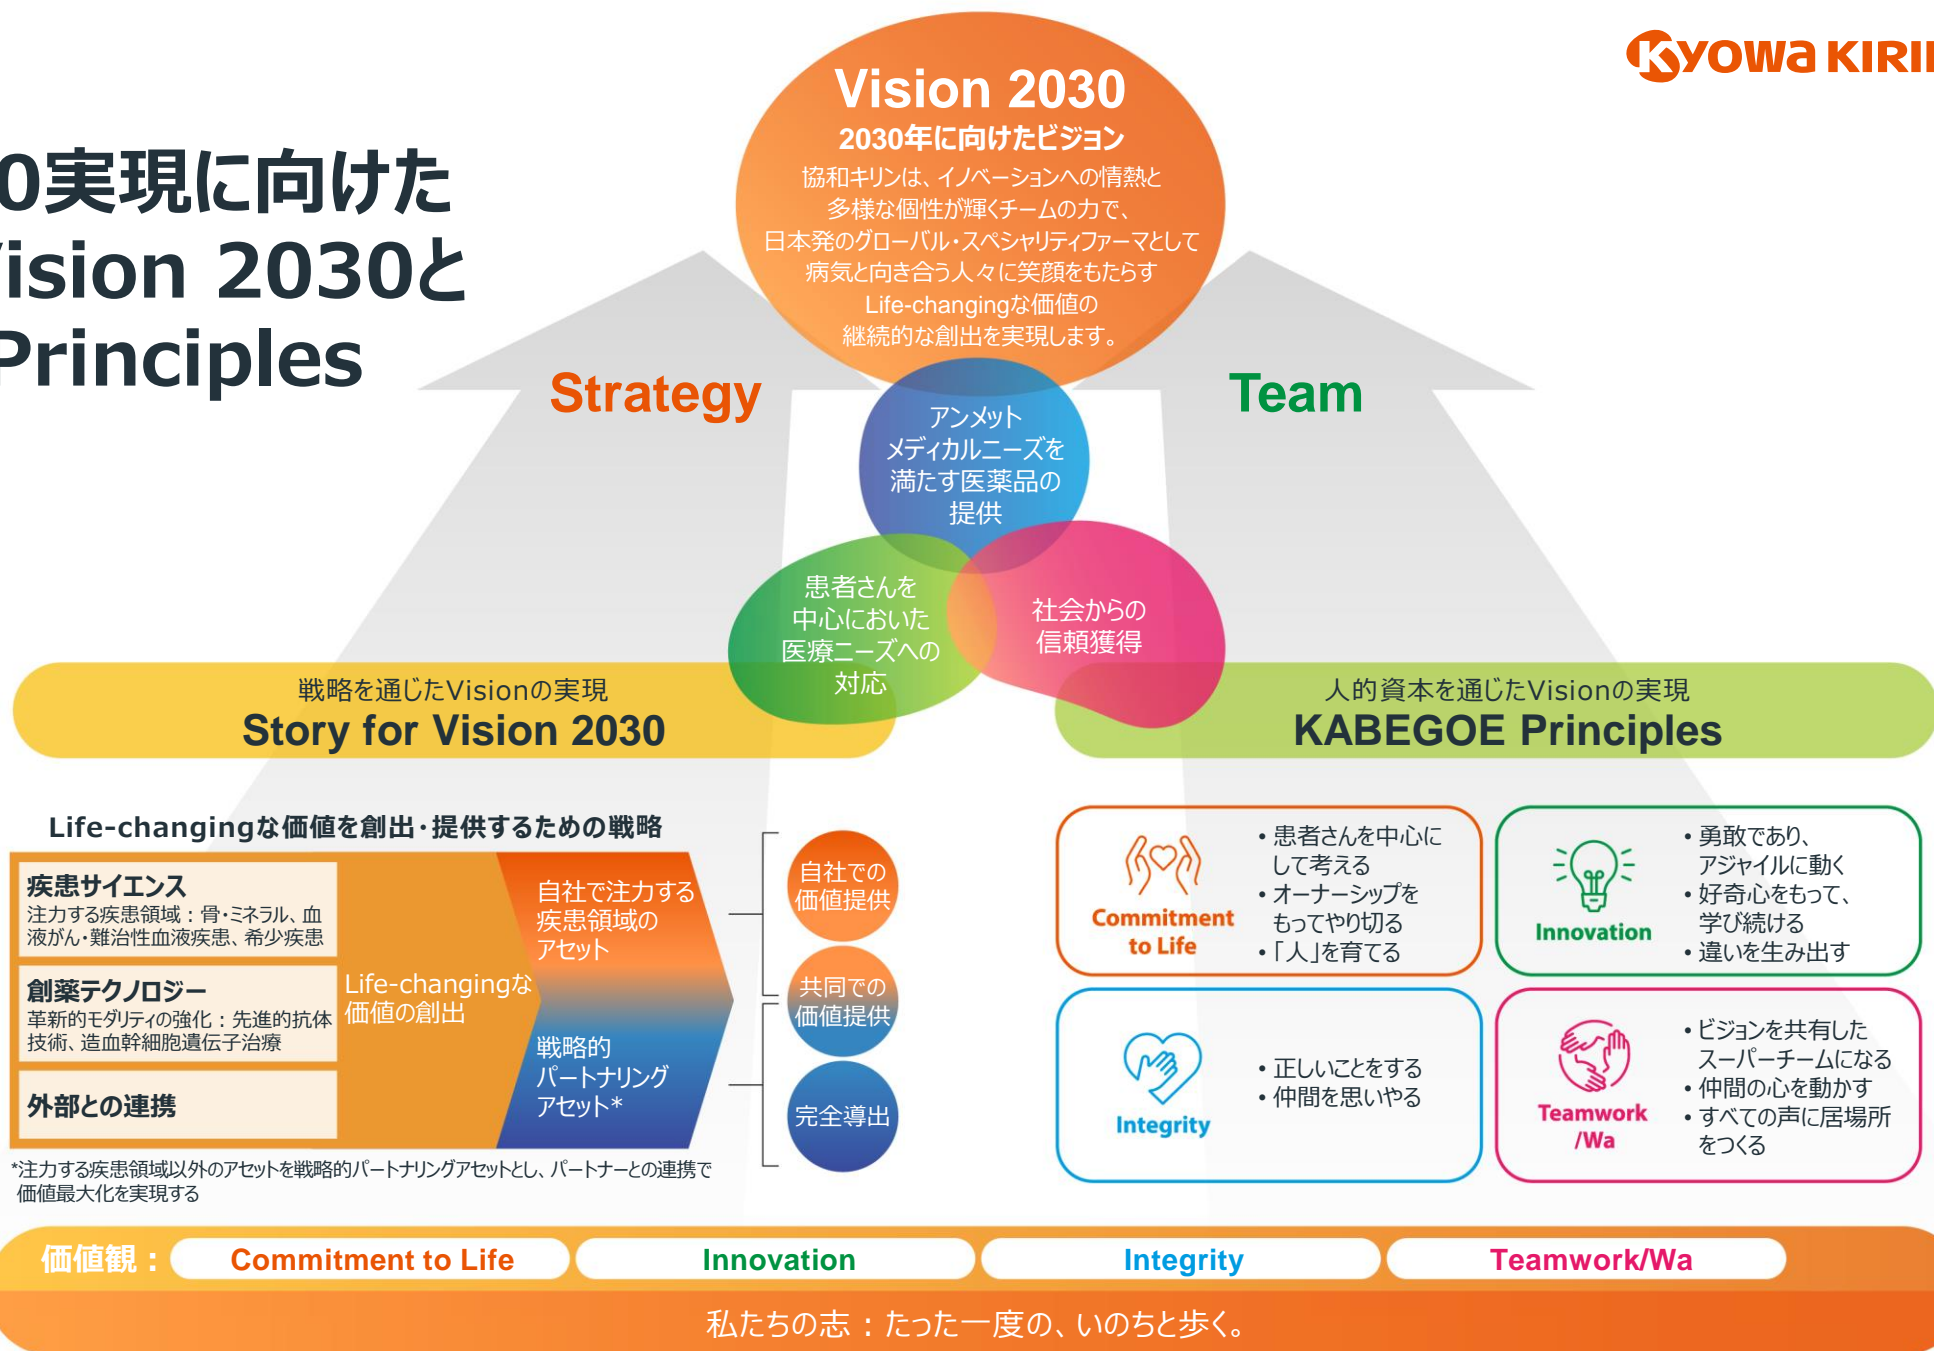 KYOWA KIRIN
0実現に向けた
Vision 2030と
Principles
Vision 2030
2030年に向けたビジョン
協和キリンは、イノベーションへの情熱と
多様な個性が輝くチームの力で、
日本発のグローバル・スペシャリティファーマとして
病気と向き合う人々に笑顔をもたらす
Life-changingな価値の
継続的な創出を実現します。
Strategy
Team
アンメット
メディカルニーズを
満たす医薬品の
提供
患者さんを
中心においた
医療ニーズへの
対応
社会からの
信頼獲得
戦略を通じたVisionの実現
Story for Vision 2030
人的資本を通じたVisionの実現
KABEGOE Principles
Life-changingな価値を創出・提供するための戦略
疾患サイエンス
注力する疾患領域：骨・ミネラル、血
液がん・難治性血液疾患、希少疾患
創薬テクノロジー
革新的モダリティの強化：先進的抗体
技術、造血幹細胞遺伝子治療
外部との連携
Life-changingな
価値の創出
自社で注力する
疾患領域の
アセット
戦略的
パートナリング
アセット*
自社での
価値提供
共同での
価値提供
完全導出
*注力する疾患領域以外のアセットを戦略的パートナリングアセットとし、パートナーとの連携で
価値最大化を実現する
Commitment
to Life
• 患者さんを中心に
して考える
• オーナーシップを
もってやり切る
• 「人」を育てる
Innovation
• 勇敢であり、
アジャイルに動く
• 好奇心をもって、
学び続ける
• 違いを生み出す
Integrity
• 正しいことをする
• 仲間を思いやる
Teamwork
/Wa
• ビジョンを共有した
スーパーチームになる
• 仲間の心を動かす
• すべての声に居場所
をつくる
価値観：
Commitment to Life
Innovation
Integrity
Teamwork/Wa
私たちの志：たった一度の、いのちと歩く。